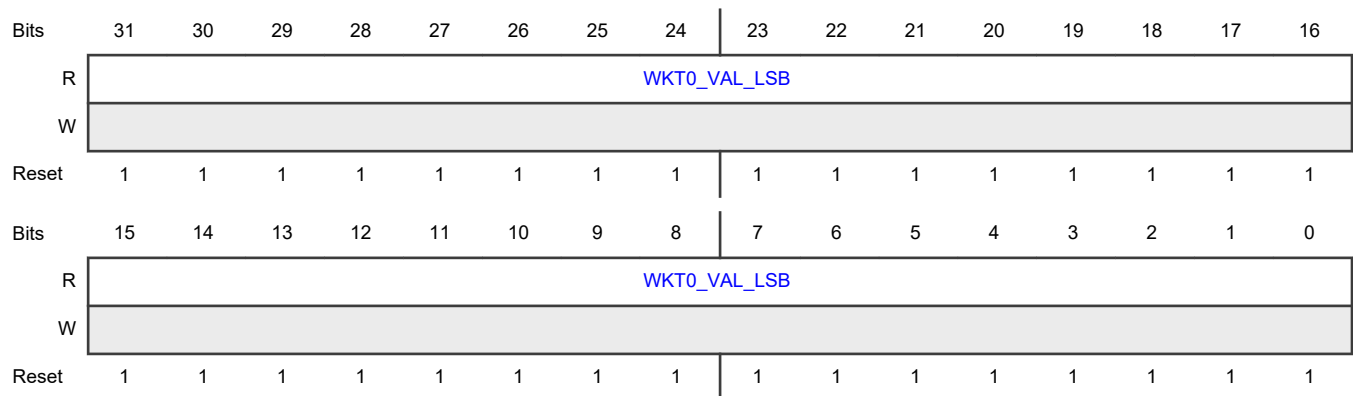 Bits 31 30 29 28 27 26 25 24 23 22 21 20 19 18 17 16
R WKT0_VAL_LSB
W
Reset 1 1 1 1 1 1 1 1 1 1 1 1 1 1 1 1
Bits 15 14 13 12 11 10 9 8 7 6 5 4 3 2 1 0
R WKT0_VAL_LSB
W
Reset 1 1 1 1 1 1 1 1 1 1 1 1 1 1 1 1